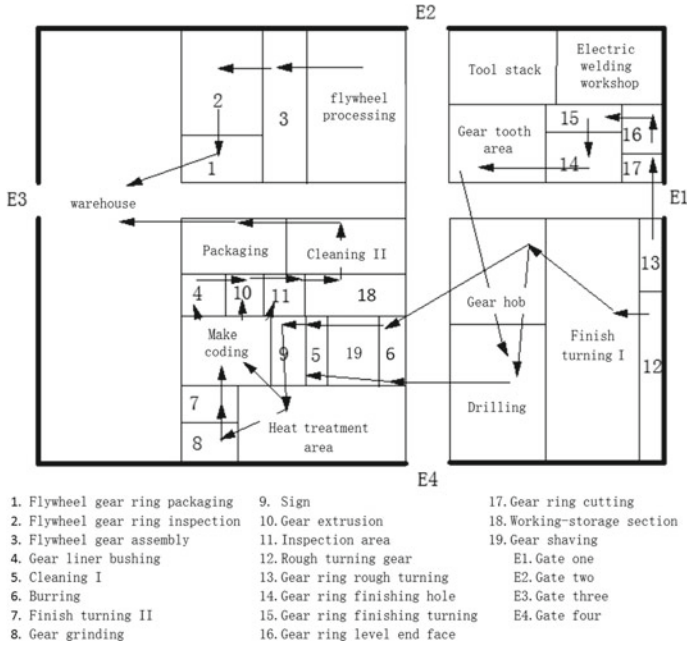 E2
Electric
welding
workshop
Tool stack
flywheel
processing
2
3
1
15
16
Gear tooth
area
14
17
E3
warehouse
E1
Packaging
Cleaning II
13
4
10
11
18
Gear hob
Make
coding
9
5
19
6
Finish
turning I
12
7
8
Heat treatment
area
Drilling
E4
1. Flywheel gear ring packaging
2. Flywheel gear ring inspection
3. Flywheel gear assembly
4. Gear liner bushing
5. Cleaning I
6. Burring
7. Finish turning II
8. Gear grinding
9. Sign
10. Gear extrusion
11. Inspection area
12. Rough turning gear
13. Gear ring rough turning
14. Gear ring finishing hole
15. Gear ring finishing turning
16. Gear ring level end face
17. Gear ring cutting
18. Working-storage section
19. Gear shaving
E1. Gate one
E2. Gate two
E3. Gate three
E4. Gate four